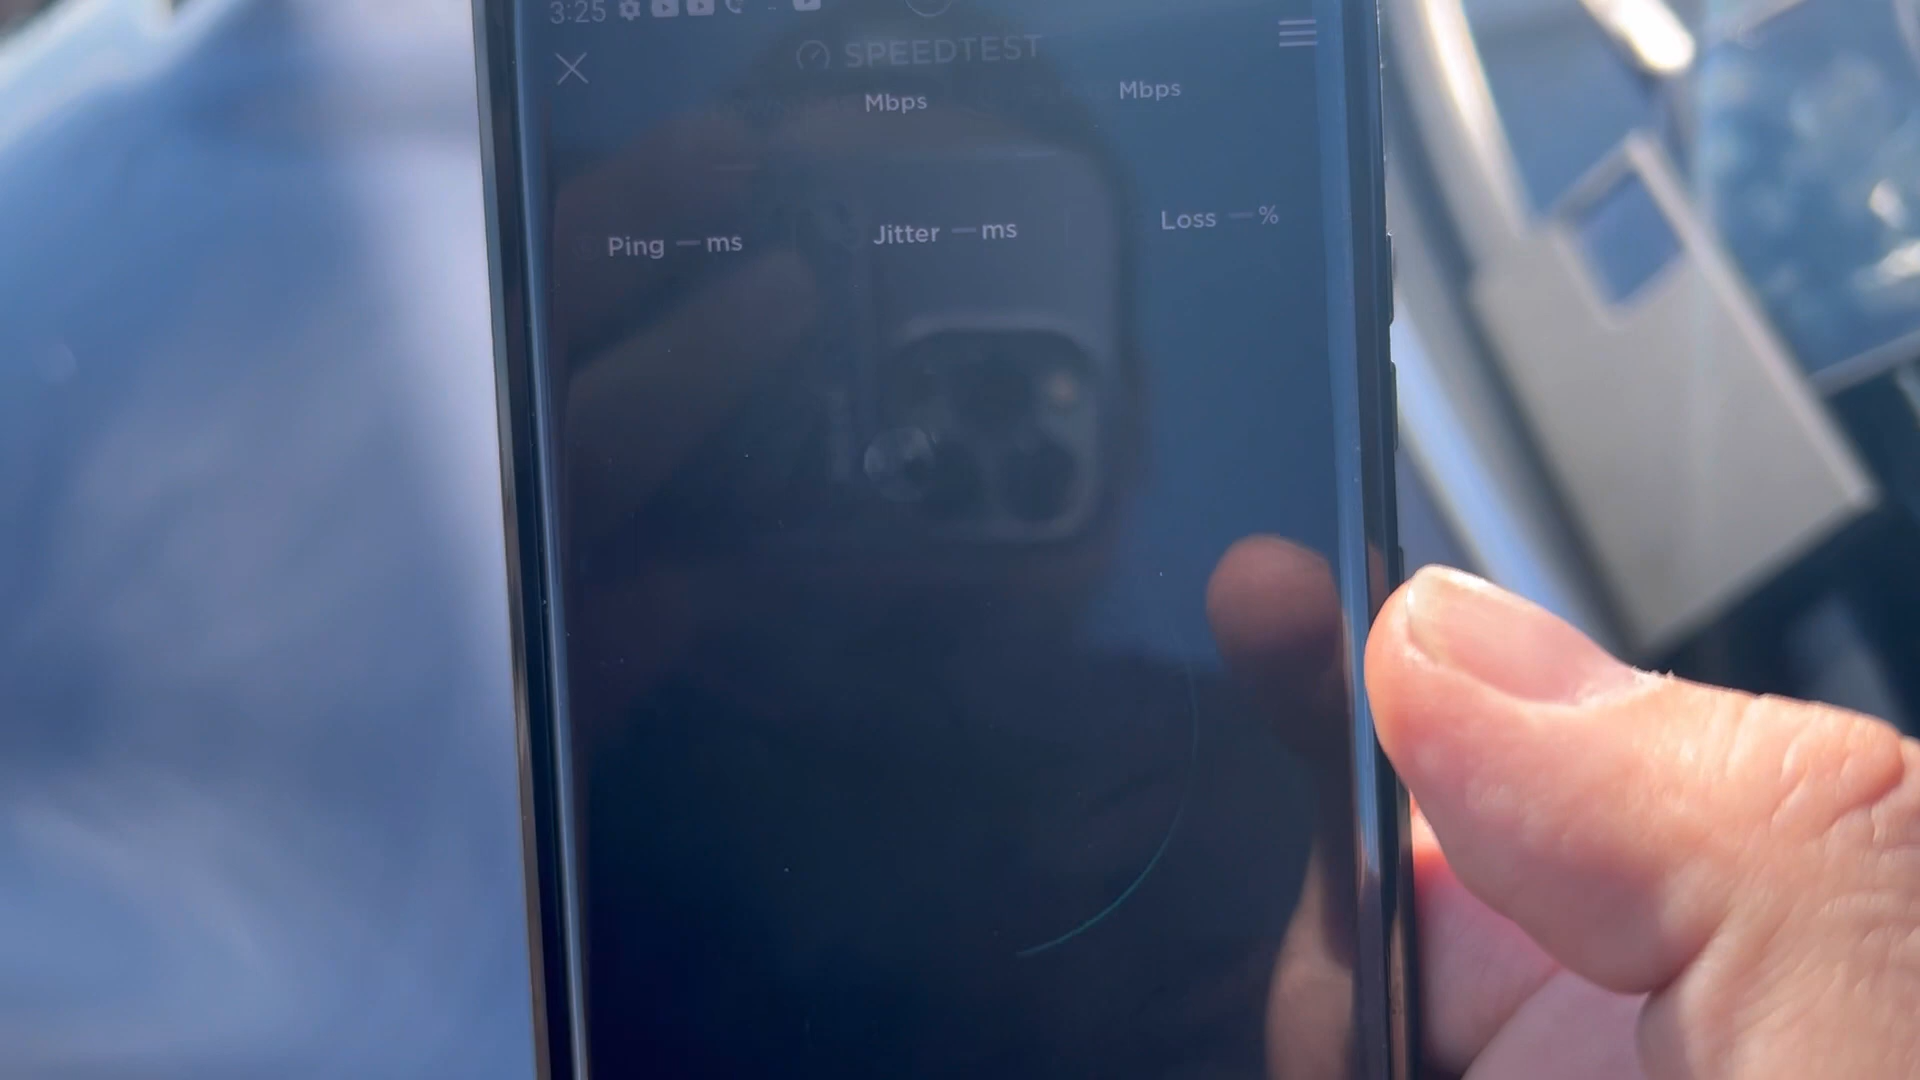 3:25
SPEEDTEST
Mbps
Mbps
Ping — ms
Jitter — ms
Loss — %